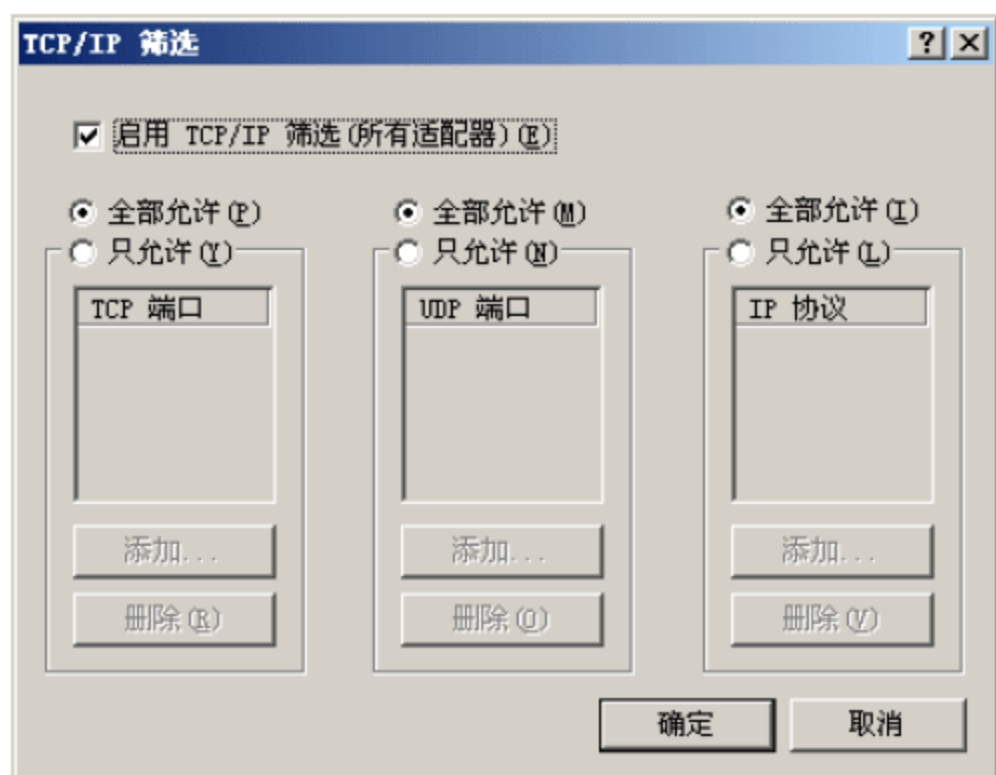 TCP/IP 筛选
启用 TCP/IP 筛选(所有适配器)(E)
全部允许(P) 全部允许(M) 全部允许(I)
只允许(Y) 只允许(N) 只允许(L)
TCP 端口 UDP 端口 IP 协议
添加... 添加... 添加...
删除(R) 删除(O) 删除(V)
确定 取消